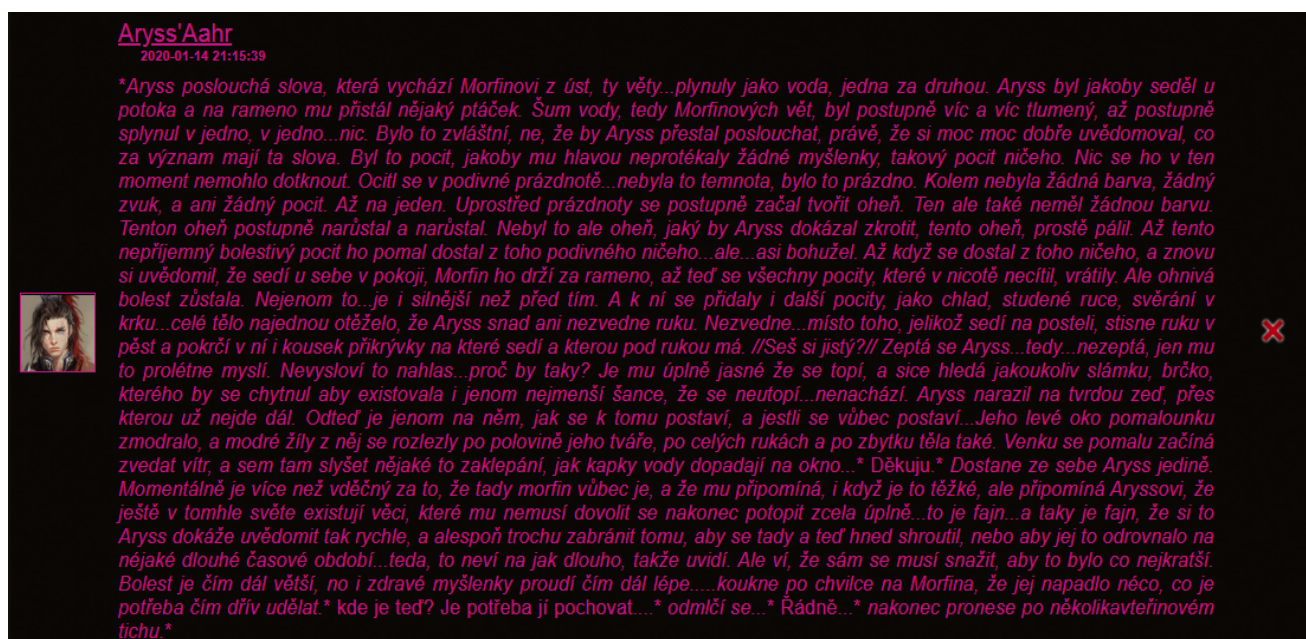 Aryss'Aahr
2020-01-14 21:15:39
*Aryss poslouchá slova, která vychází Morfinovi z úst, ty věty...plynuly jako voda, jedna za druhou. Aryss byl jakoby seděl u
potoka a na rameno mu přistál nějaký ptáček. Šum vody, tedy Morfinových vět, byl postupně víc a víc tlumený, až postupně
splynul v jedno, v jedno...nic. Bylo to zvláštní, ne, že by Aryss přestal poslouchat, právě, že si moc moc dobře uvědomoval, co
za význam mají ta slova. Byl to pocit, jakoby mu hlavou neprotékaly žádné myšlenky, takový pocit ničeho. Nic se ho v ten
moment nemohlo dotknout. Ocitl se v podivné prázdnotě...nebyla to temnota, bylo to prázdno. Kolem nebyla žádná barva, žádný
zvuk, a ani žádný pocit. Až na jeden. Uprostřed prázdnoty se postupně začal tvořit oheň. Ten ale také neměl žádnou barvu.
Tenton oheň postupně narůstal a narůstal. Nebyl to ale oheň, jaký by Aryss dokázal zkrotit, tento oheň, prostě pálil. Až tento
nepříjemný bolestivý pocit ho pomal dostal z toho podivného ničeho...ale...asi bohužel. Až když se dostal z toho ničeho, a znovu
si uvědomil, že sedí u sebe v pokoji, Morfin ho drží za rameno, až teď se všechny pocity, které v nicotě necítil, vrátily. Ale ohnivá
bolest zůstala. Nejenom to...je i silnější než před tím. A k ní se přidaly i další pocity, jako chlad, studené ruce, svěrání v
krku...celé tělo najednou otěželo, že Aryss snad ani nezvedne ruku. Nezvedne...místo toho, jelikož sedí na posteli, stisne ruku v
pěst a pokrčí v ní i kousek přikrývky na které sedí a kterou pod rukou má.//Seš si jistý?// Zeptá se Aryss...tedy...nezeptá, jen mu
to prolétne myslí. Nevysloví to nahlas...proč by taky? Je mu úplně jasné že se topí, a sice hledá jakoukoliv slámku, brčko,
kterého by se chytnul aby existovala i jenom nejmenší šance, že se neutopí...nenachází. Aryss narazil na tvrdou zeď, přes
kterou už nejde dál. Odteď je jenom na něm, jak se k tomu postaví, a jestli se vůbec postaví...Jeho levé oko pomalounku
zmodralo, a modré žíly z něj se rozlezly po polovině jeho tváře, po celých rukách a po zbytku těla také. Venku se pomalu začíná
zvedat vítr, a sem tam slyšet nějaké to zaklepání, jak kapky vody dopadají na okno...* Děkuju.* Dostane ze sebe Aryss jedině.
Momentálně je více než vděčný za to, že tady morfin vůbec je, a že mu připomíná, i když je to těžké, ale připomíná Aryssovi, že
ještě v tomhle světe existují věci, které mu nemusí dovolit se nakonec potopit zcela úplně...to je fajn...a taky je fajn, že si to
Aryss dokáže uvědomit tak rychle, a alespoň trochu zabránit tomu, aby se tady a teď hned shroutil, nebo aby jej to odrovnalo na
néjaké dlouhé časové období...teda, to neví na jak dlouho, takže uvidí. Ale ví, že sám se musí snažit, aby to bylo co nejkratší.
Bolest je čím dál větší, no i zdravé myšlenky proudí čím dál lépe.....koukne po chvilce na Morfina, že jej napadlo néco, co je
potřeba čím dřív udělat.* kde je teď? Je potřeba jí pochovat....* odmlčí se...* Řádně...* nakonec pronese po několikavteřinovém
tichu.*